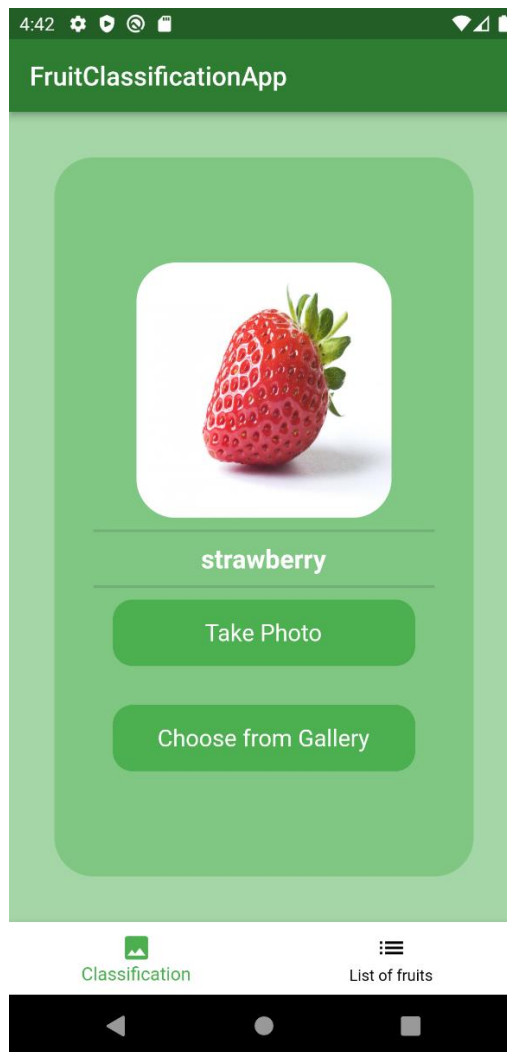 4:42
FruitClassificationApp
strawberry
Take Photo
Choose from Gallery
Classification
List of fruits